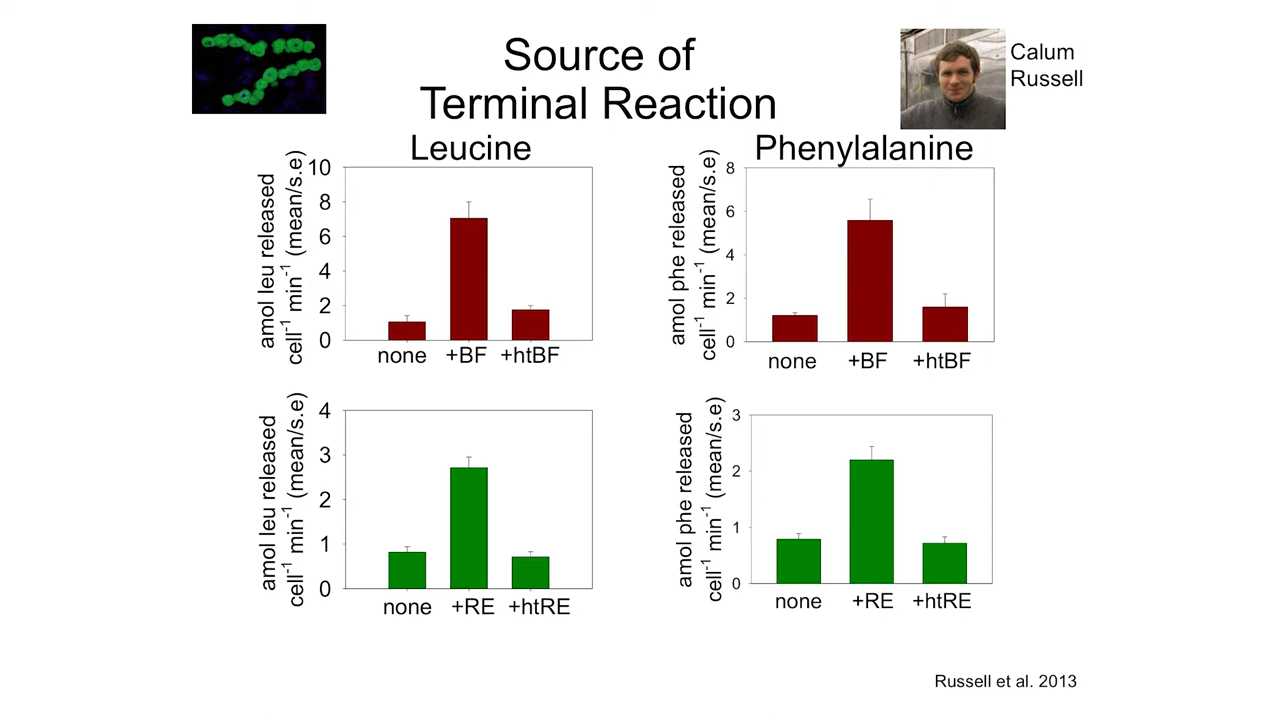 Source of
Terminal Reaction
Calum
Russell
Leucine
amol leu released
cell⁻¹ min⁻¹ (mean/s.e)
10
8
6
4
2
0
none +BF +htBF
Phenylalanine
amol phe released
cell⁻¹ min⁻¹ (mean/s.e)
8
6
4
2
0
none +BF +htBF
amol leu released
cell⁻¹ min⁻¹ (mean/s.e)
4
3
2
1
0
none +RE +htRE
amol phe released
cell⁻¹ min⁻¹ (mean/s.e)
3
2
1
0
none +RE +htRE
Russell et al. 2013